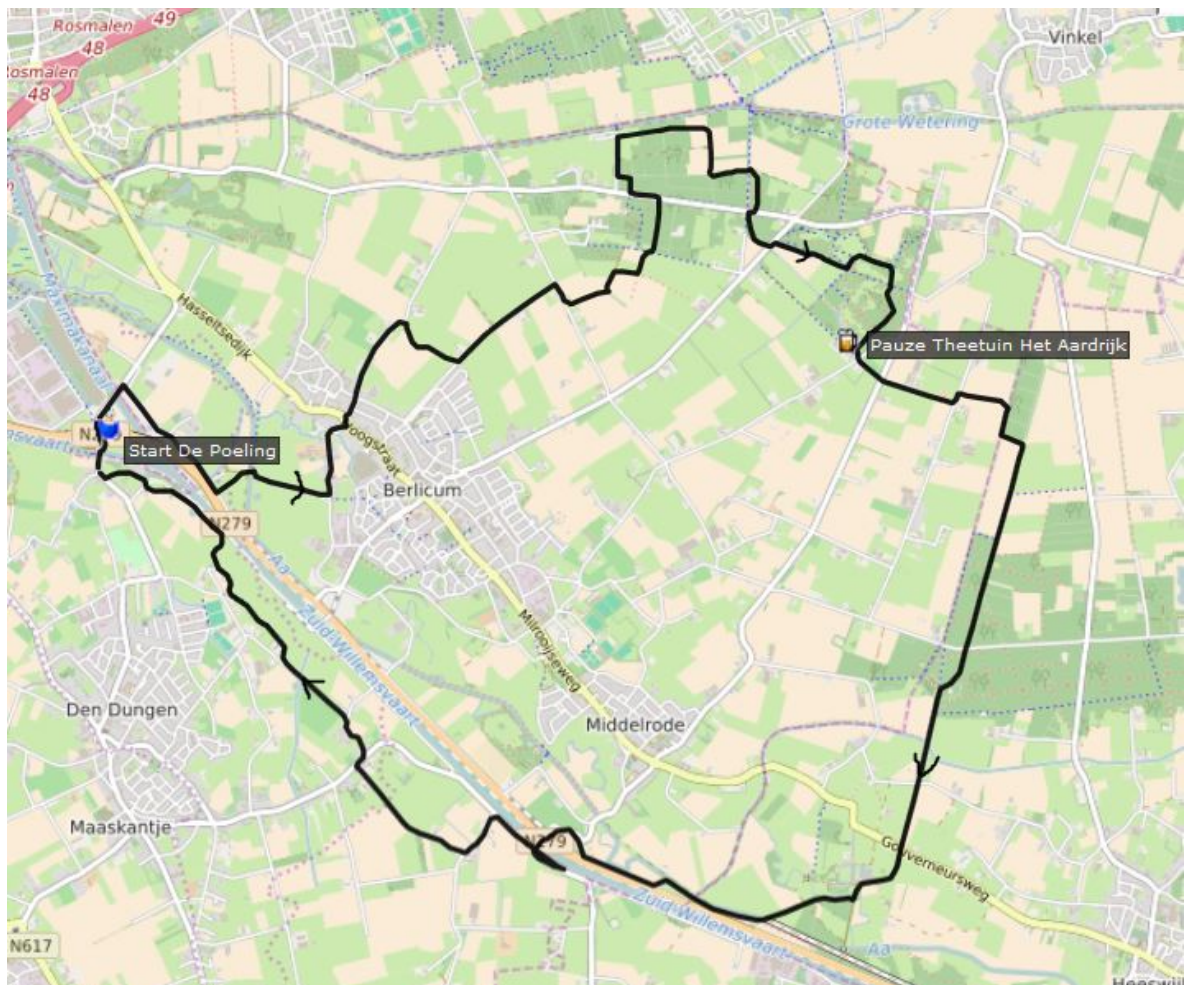 Rosmalen
48
49
Rosmalen
48
Vinkel
Grote Wetering
Maximakanaal
Hasseltsedijk
Pauze Theetuin Het Aardrijk
Start De Poeling
Hoogstraat
Berlicum
N279
Aa
Zuid-Willemsvaart
Milrooijseweg
Den Dungen
Middelrode
Maaskantje
N279
Gouverneursweg
Zuid-Willemsvaart
Aa
N617